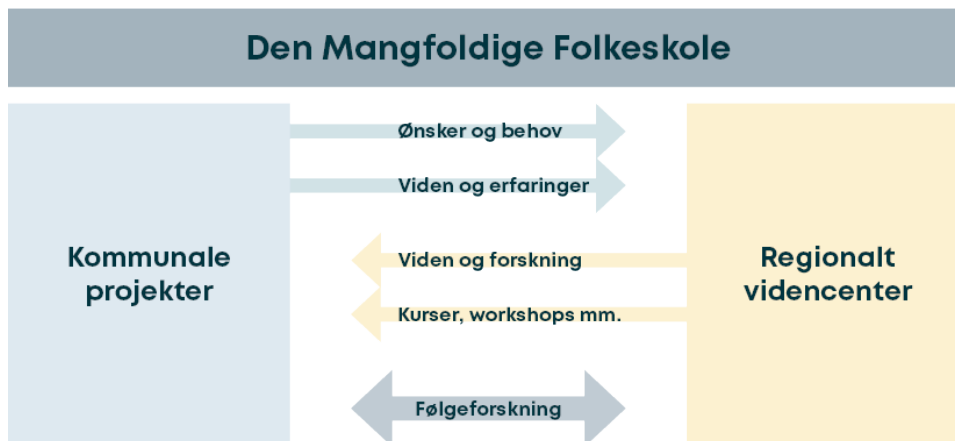 Den Mangfoldige Folkeskole
Ønsker og behov
Viden og erfaringer
Kommunale
projekter
Viden og forskning
Regionalt
videncenter
Kurser, workshops mm.
Følgeforskning